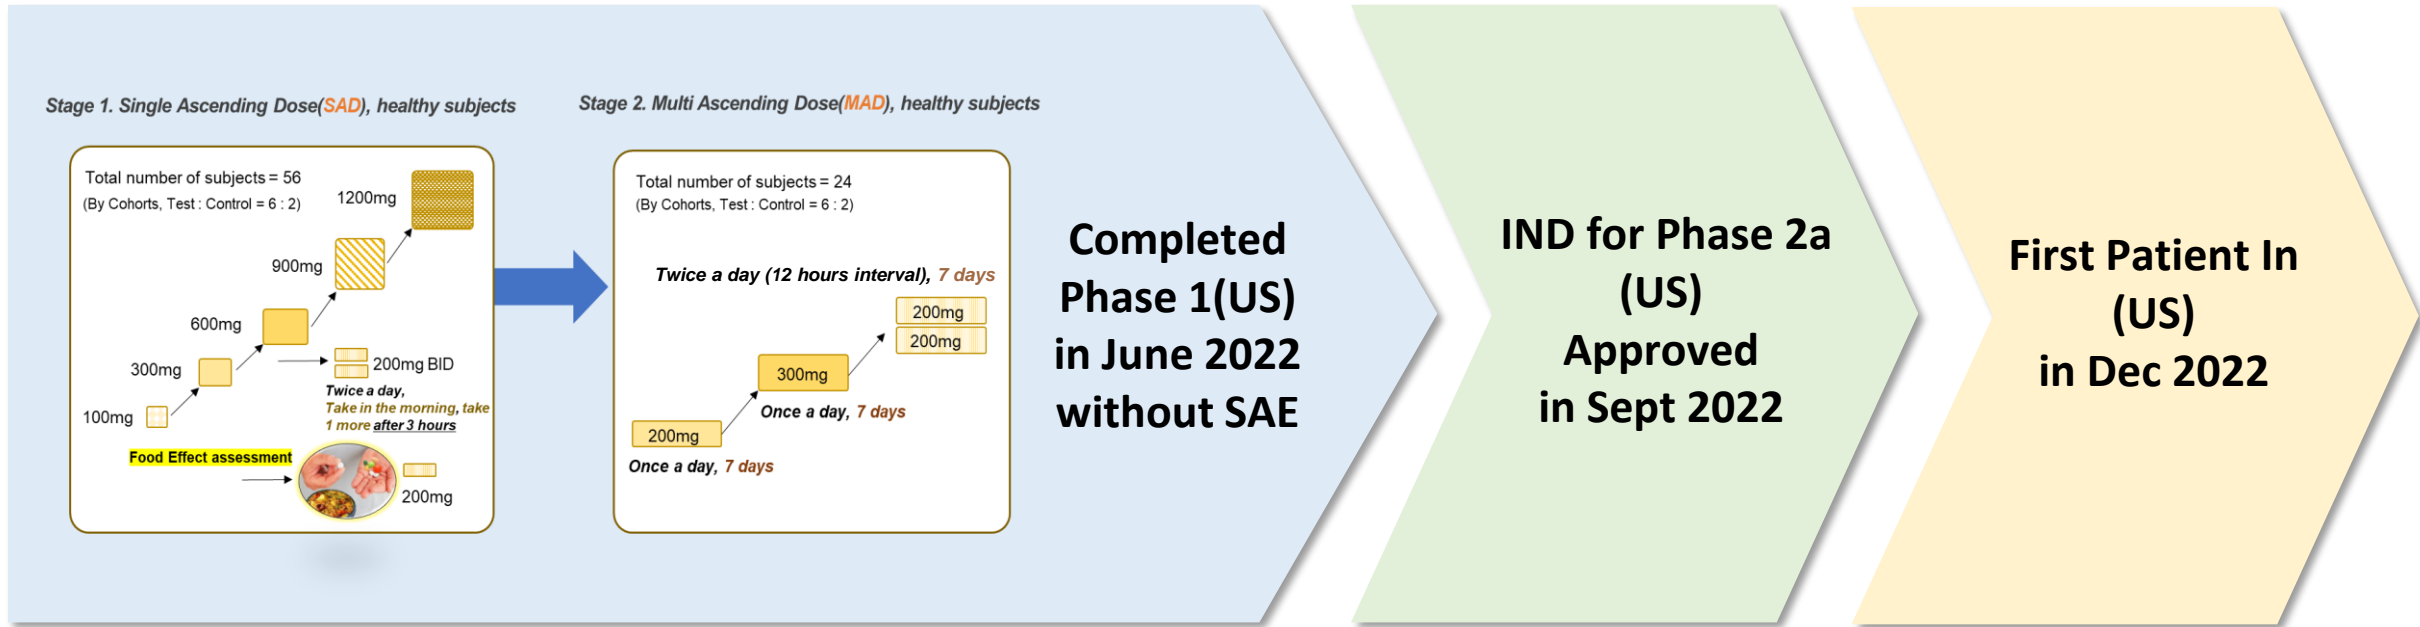 Stage 1. Single Ascending Dose(SAD), healthy subjects
Total number of subjects = 56
(By Cohorts, Test : Control = 6 : 2)
1200mg
900mg
600mg
300mg
100mg
200mg BID
Twice a day,
Take in the morning, take
1 more after 3 hours
Food Effect assessment
200mg
Stage 2. Multi Ascending Dose(MAD), healthy subjects
Total number of subjects = 24
(By Cohorts, Test : Control = 6 : 2)
Twice a day (12 hours interval), 7 days
200mg
200mg
300mg
Once a day, 7 days
200mg
Once a day, 7 days
Completed
Phase 1(US)
in June 2022
without SAE
IND for Phase 2a
(US)
Approved
in Sept 2022
First Patient In
(US)
in Dec 2022